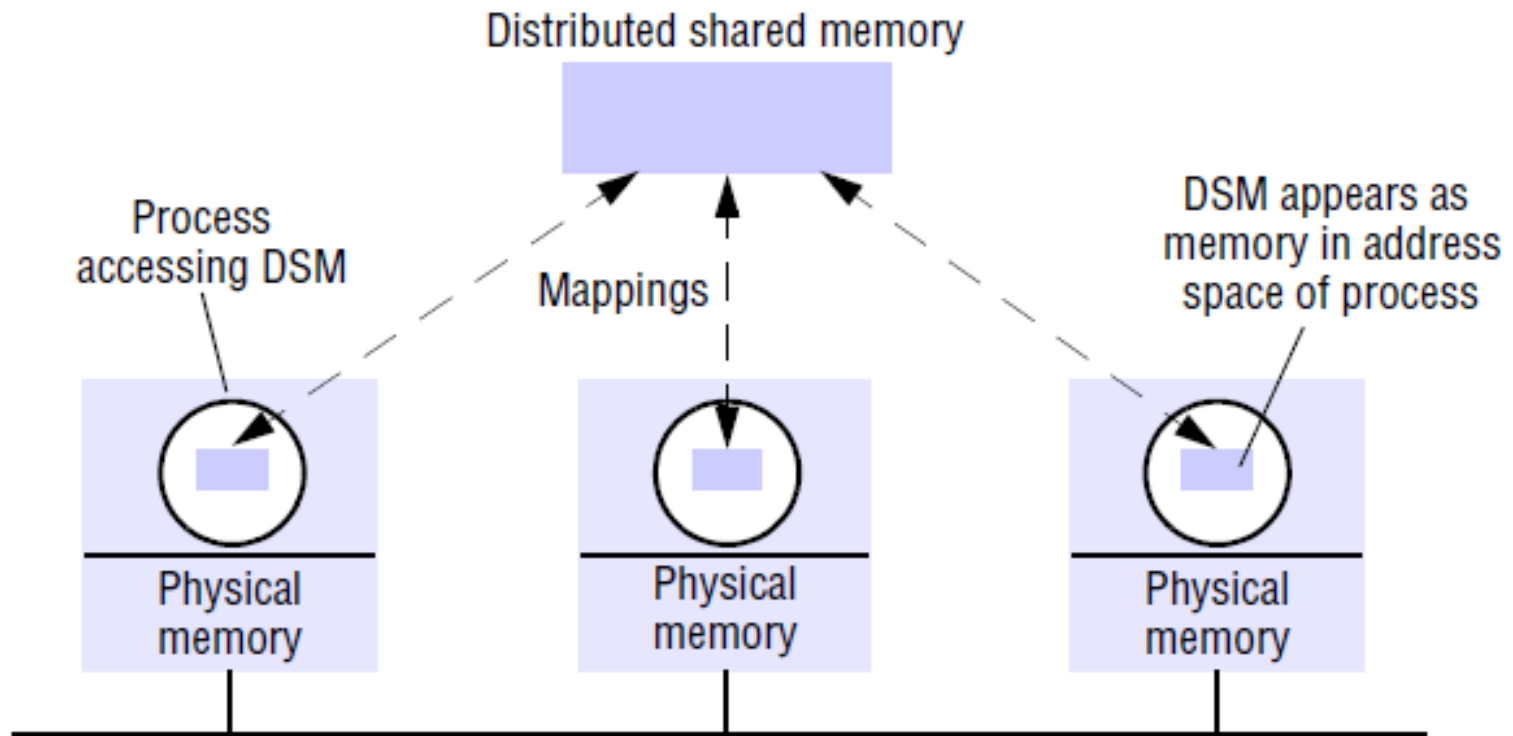 Distributed shared memory
Process
accessing DSM
Mappings
DSM appears as
memory in address
space of process
Physical
memory
Physical
memory
Physical
memory